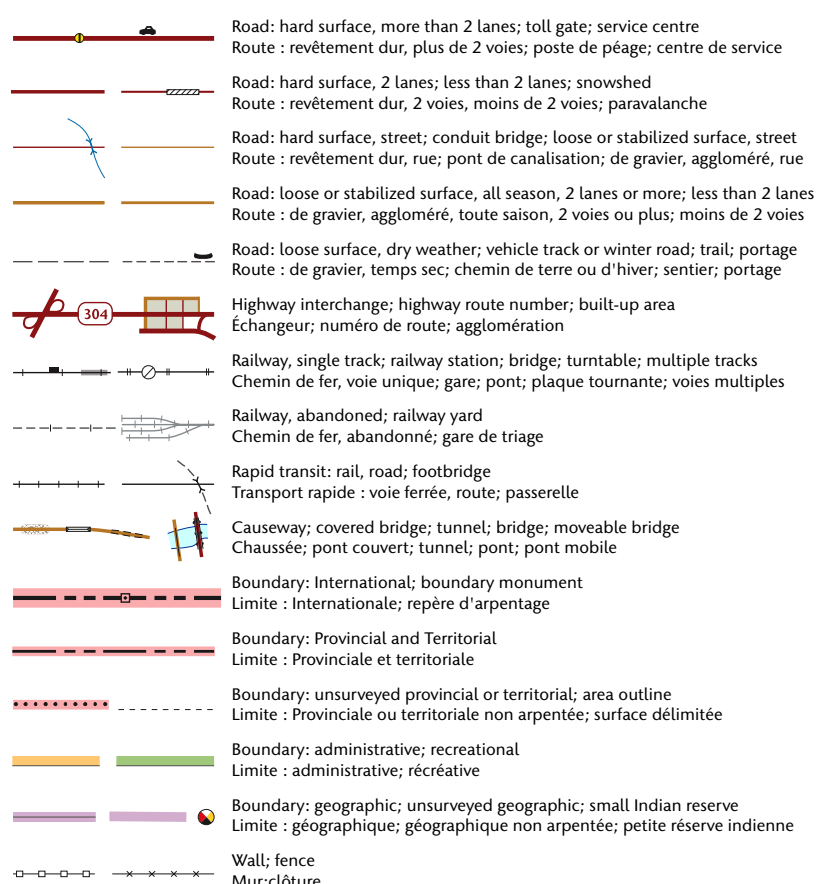 Road: hard surface, more than 2 lanes; toll gate; service centre
Route : revêtement dur, plus de 2 voies; poste de péage; centre de service
Road: hard surface, 2 lanes; less than 2 lanes; snowshed
Route : revêtement dur, 2 voies, moins de 2 voies; paravalanche
Road: hard surface, street; conduit bridge; loose or stabilized surface, street
Route : revêtement dur, rue; pont de canalisation; de gravier, aggloméré, rue
Road: loose or stabilized surface, all season, 2 lanes or more; less than 2 lanes
Route : de gravier, aggloméré, toute saison, 2 voies ou plus; moins de 2 voies
Road: loose surface, dry weather; vehicle track or winter road; trail; portage
Route : de gravier, temps sec; chemin de terre ou d'hiver; sentier; portage
304
Highway interchange; highway route number; built-up area
Échangeur; numéro de route; agglomération
Railway, single track; railway station; bridge; turntable; multiple tracks
Chemin de fer, voie unique; gare; pont; plaque tournante; voies multiples
Railway, abandoned; railway yard
Chemin de fer, abandonné; gare de triage
Rapid transit: rail, road; footbridge
Transport rapide : voie ferrée, route; passerelle
Causeway; covered bridge; tunnel; bridge; moveable bridge
Chaussée; pont couvert; tunnel; pont; pont mobile
Boundary: International; boundary monument
Limite : Internationale; repère d'arpentage
Boundary: Provincial and Territorial
Limite : Provinciale et territoriale
Boundary: unsurveyed provincial or territorial; area outline
Limite : Provinciale ou territoriale non arpentée; surface délimitée
Boundary: administrative; recreational
Limite : administrative; récréative
Boundary: geographic; unsurveyed geographic; small Indian reserve
Limite : géographique; géographique non arpentée; petite réserve indienne
Wall; fence
Mur;clôture